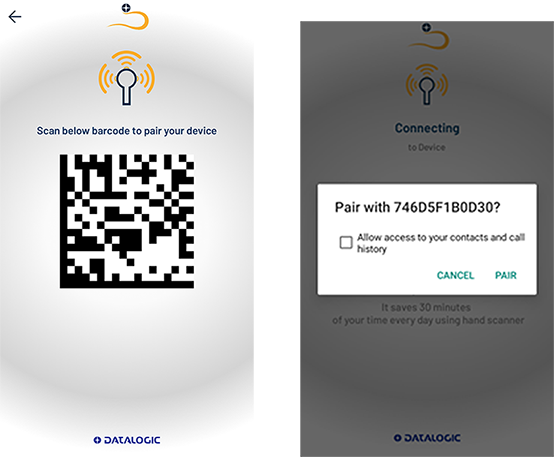 Scan below barcode to pair your device
DATALOGIC
Connecting
to Device
Pair with 746D5F1B0D30?
Allow access to your contacts and call
history
CANCEL PAIR
It saves 30 minutes
of your time every day using hand scanner
DATALOGIC